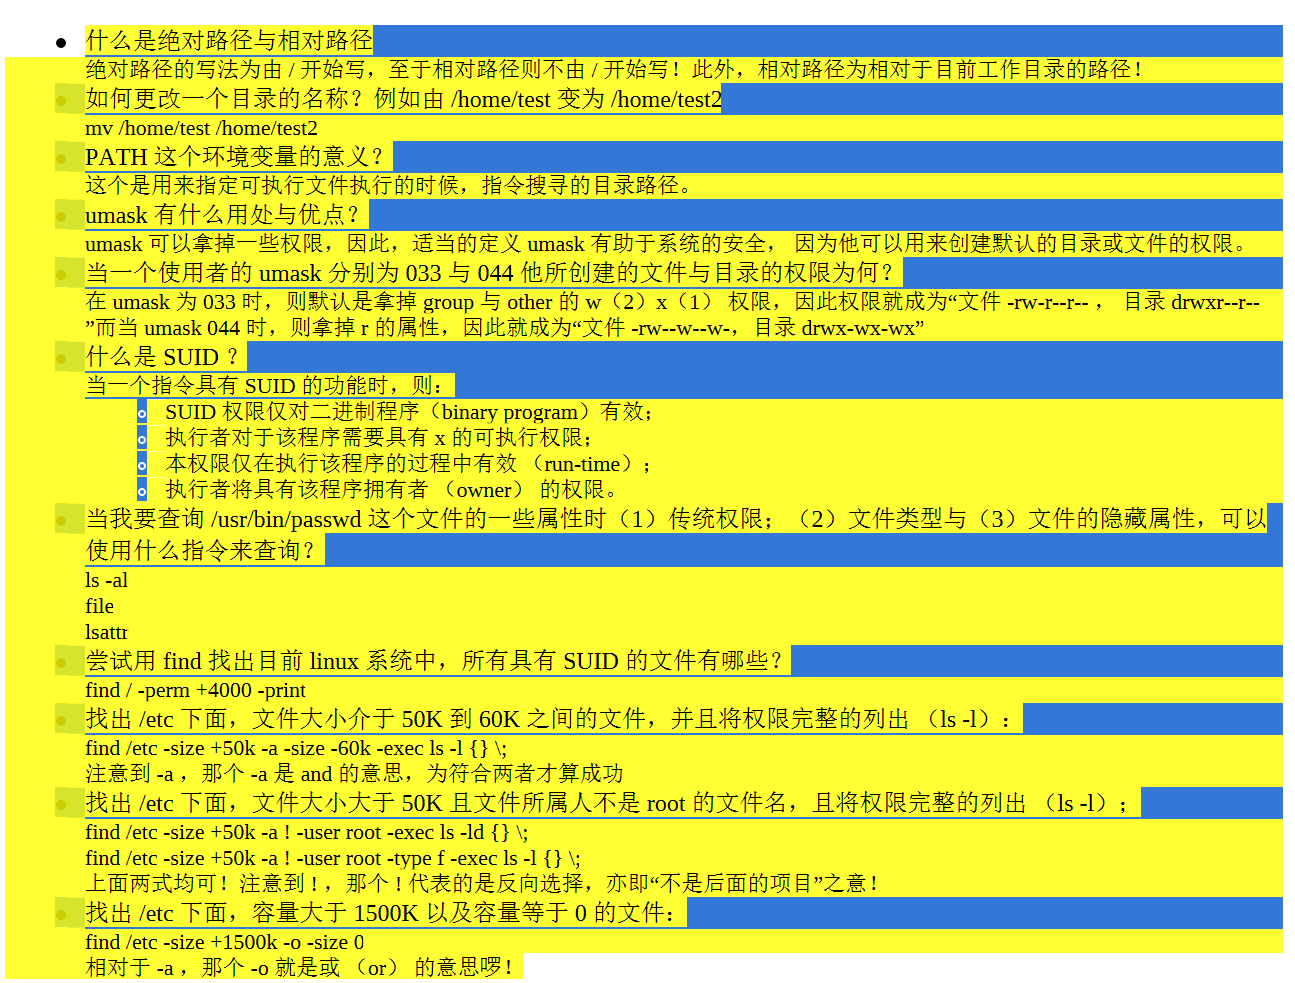 什么是绝对路径与相对路径
绝对路径的写法为由 / 开始写，至于相对路径则不由 / 开始写！此外，相对路径为相对于目前工作目录的路径！
如何更改一个目录的名称？例如由 /home/test 变为 /home/test2
mv /home/test /home/test2
PATH 这个环境变量的意义？
这个是用来指定可执行文件执行的时候，指令搜寻的目录路径。
umask 有什么用处与优点？
umask 可以拿掉一些权限，因此，适当的定义 umask 有助于系统的安全， 因为他可以用来创建默认的目录或文件的权限。
当一个使用者的 umask 分别为 033 与 044 他所创建的文件与目录的权限为何？
在 umask 为 033 时，则默认是拿掉 group 与 other 的 w（2）x（1） 权限，因此权限就成为“文件 -rw-r--r-- ， 目录 drwxr--r--
”而当 umask 044 时，则拿掉 r 的属性，因此就成为“文件 -rw--w--w-，目录 drwx-wx-wx”
什么是 SUID ？
当一个指令具有 SUID 的功能时，则：
SUID 权限仅对二进制程序（binary program）有效；
执行者对于该程序需要具有 x 的可执行权限；
本权限仅在执行该程序的过程中有效 （run-time）；
执行者将具有该程序拥有者 （owner） 的权限。
当我要查询 /usr/bin/passwd 这个文件的一些属性时（1）传统权限；（2）文件类型与（3）文件的隐藏属性，可以
使用什么指令来查询？
ls -al
file
lsattr
尝试用 find 找出目前 linux 系统中，所有具有 SUID 的文件有哪些？
find / -perm +4000 -print
找出 /etc 下面，文件大小介于 50K 到 60K 之间的文件，并且将权限完整的列出 （ls -l）：
find /etc -size +50k -a -size -60k -exec ls -l {} \;
注意到 -a ，那个 -a 是 and 的意思，为符合两者才算成功
找出 /etc 下面，文件大小大于 50K 且文件所属人不是 root 的文件名，且将权限完整的列出 （ls -l）；
find /etc -size +50k -a ! -user root -exec ls -ld {} \;
find /etc -size +50k -a ! -user root -type f -exec ls -l {} \;
上面两式均可！注意到 ! ，那个 ! 代表的是反向选择，亦即“不是后面的项目”之意！
找出 /etc 下面，容量大于 1500K 以及容量等于 0 的文件：
find /etc -size +1500k -o -size 0
相对于 -a ，那个 -o 就是或 （or） 的意思啰！